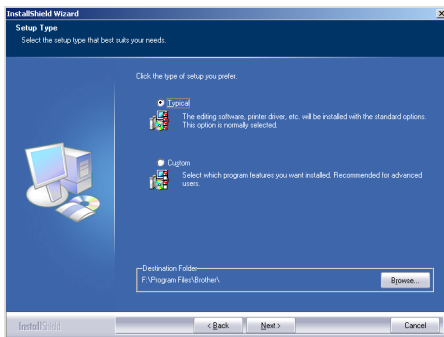 InstallShield Wizard
Setup Type
Select the setup type that best suits your needs.
Click the type of setup you prefer.
Typical
The editing software, printer driver, etc. will be installed with the standard options.
This option is normally selected.
Custom
Select which program features you want installed. Recommended for advanced
users.
Destination Folder
F:\Program Files\Brother\
Browse...
InstallShield
< Back
Next >
Cancel